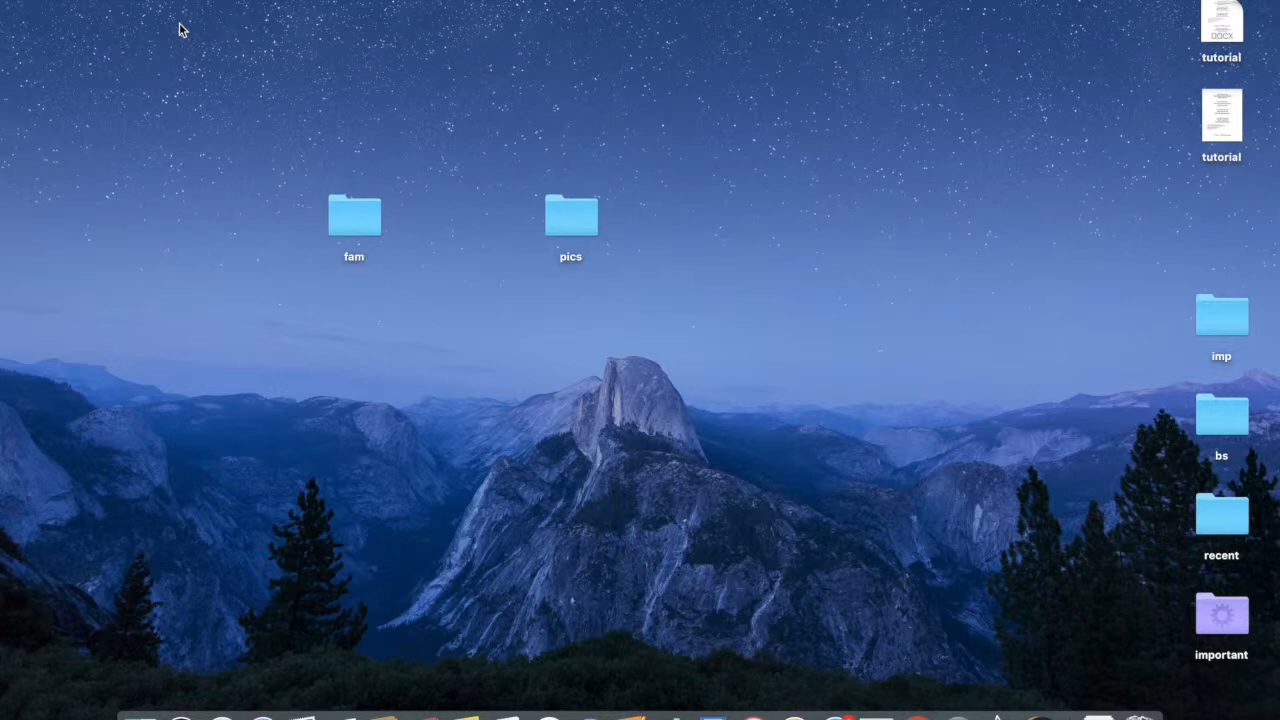 DOCX
tutorial
tutorial
fam
pics
imp
bs
recent
important